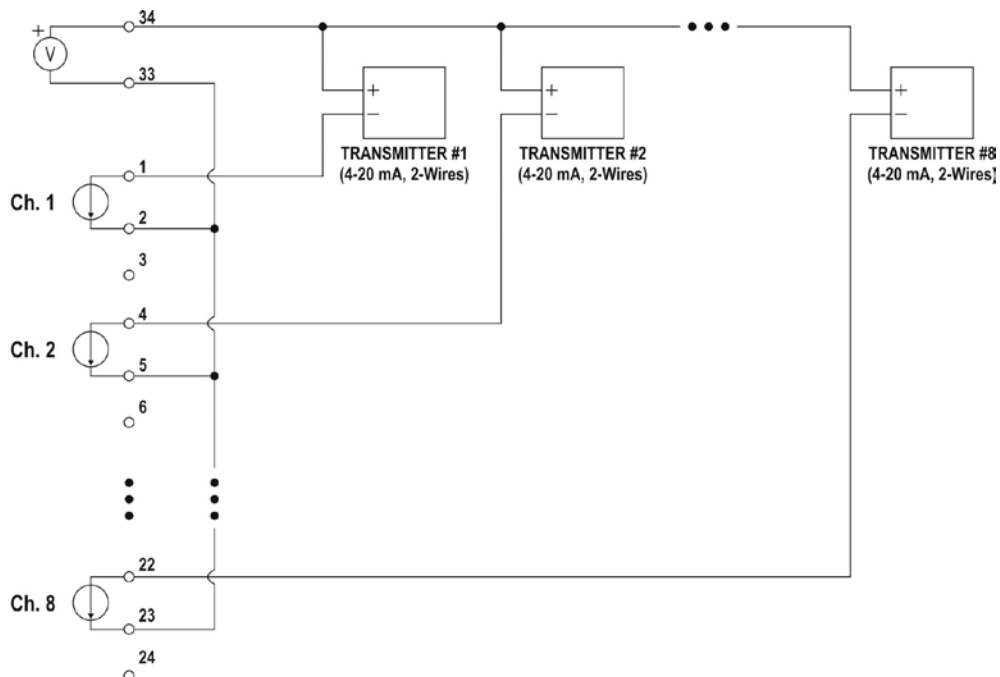 34
+
V
33
+
−
+
−
+
−
TRANSMITTER #1
(4-20 mA, 2-Wires)
TRANSMITTER #2
(4-20 mA, 2-Wires)
TRANSMITTER #8
(4-20 mA, 2-Wires)
1
Ch. 1
2
3
4
Ch. 2
5
6
22
Ch. 8
23
24